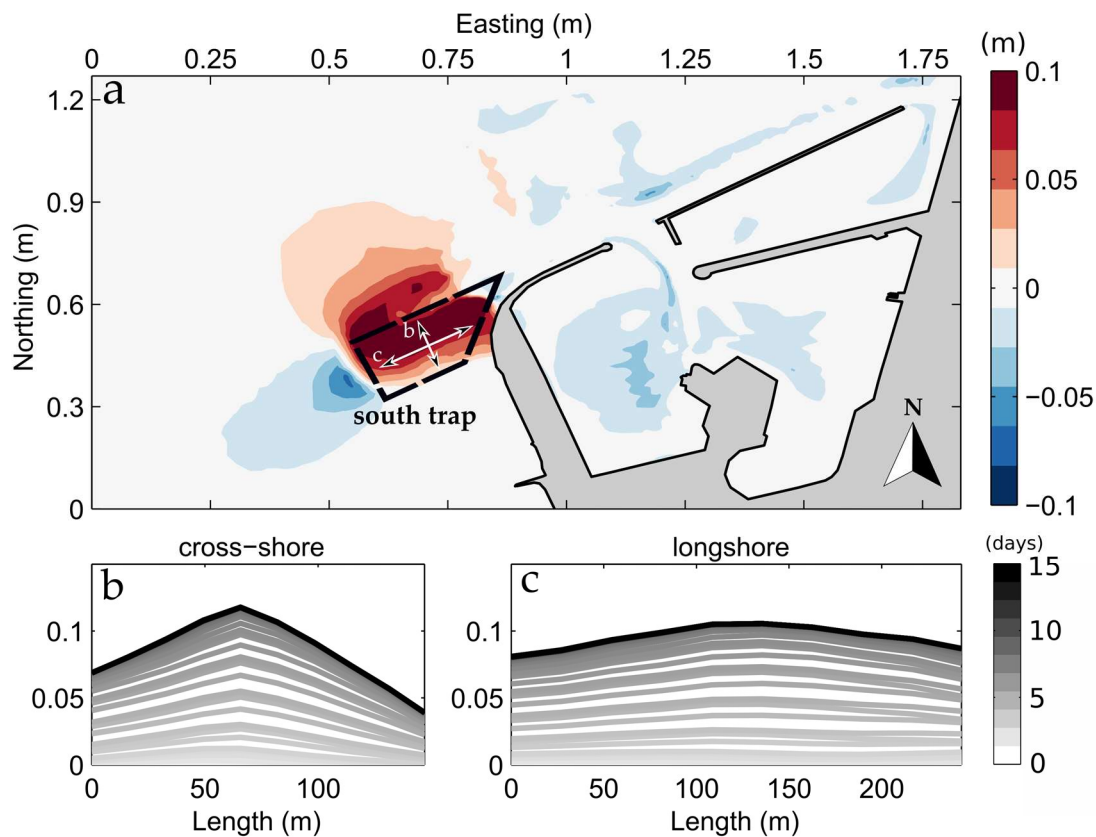 Easting (m)
0 0.25 0.5 0.75 1 1.25 1.5 1.75
(m)
a
1.2
0.9
0.6
0.3
0
Northing (m)
b
c
south trap
N
0.1
0.05
0
−0.05
−0.1
cross−shore
b
0.1
0.05
0
0 50 100
Length (m)
longshore
c
0.1
0.05
0
0 50 100 150 200
Length (m)
(days)
15
10
5
0